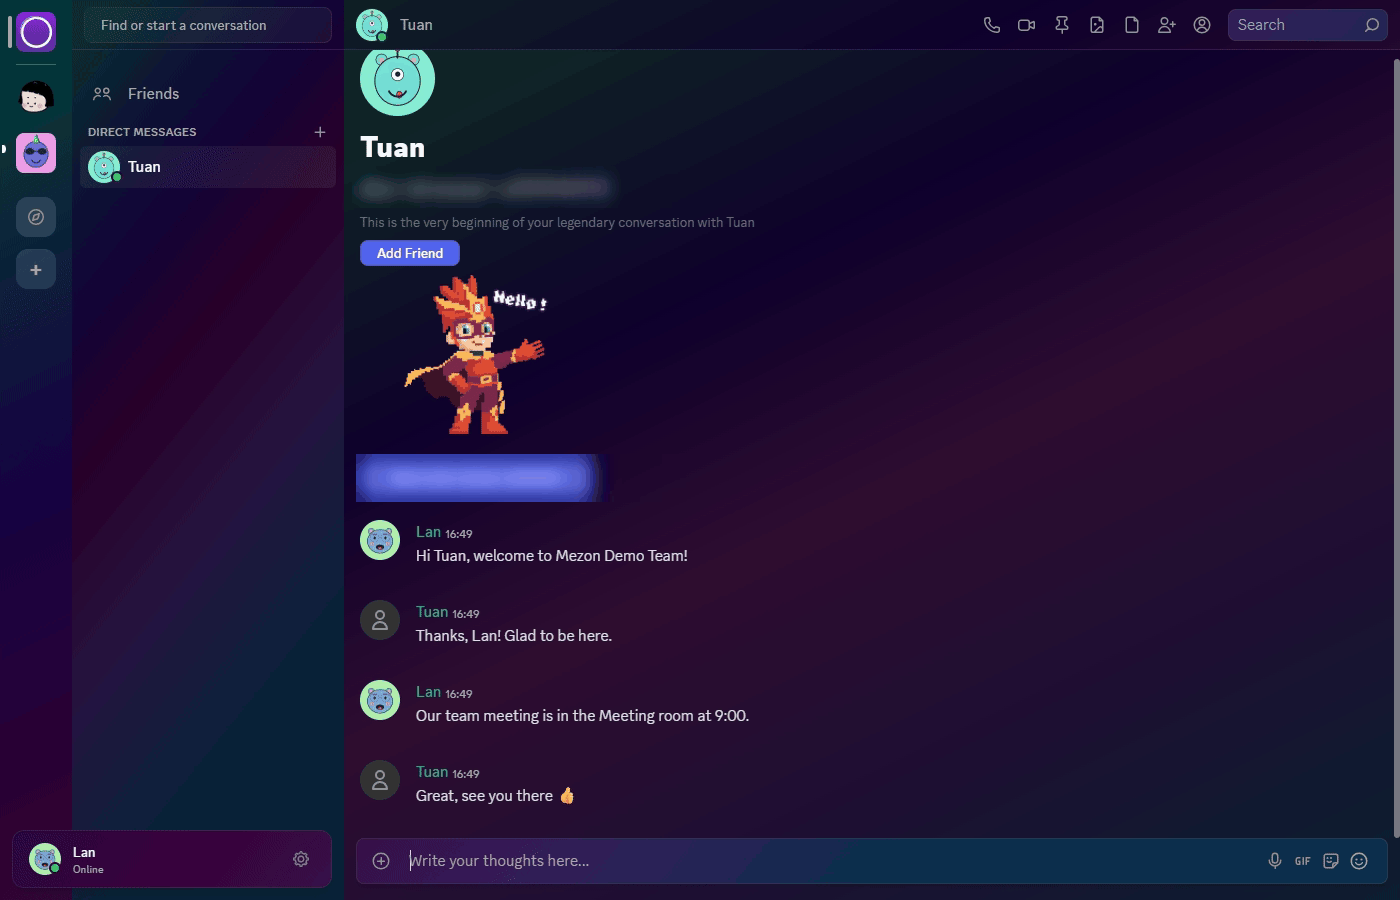 Find or start a conversation
Friends
DIRECT MESSAGES
Tuan
Lan
Online
Tuan
Search
Tuan
This is the very beginning of your legendary conversation with Tuan
Add Friend
Hello !
Lan 16:49
Hi Tuan, welcome to Mezon Demo Team!
Tuan 16:49
Thanks, Lan! Glad to be here.
Lan 16:49
Our team meeting is in the Meeting room at 9:00.
Tuan 16:49
Great, see you there 👍
Write your thoughts here...
GIF